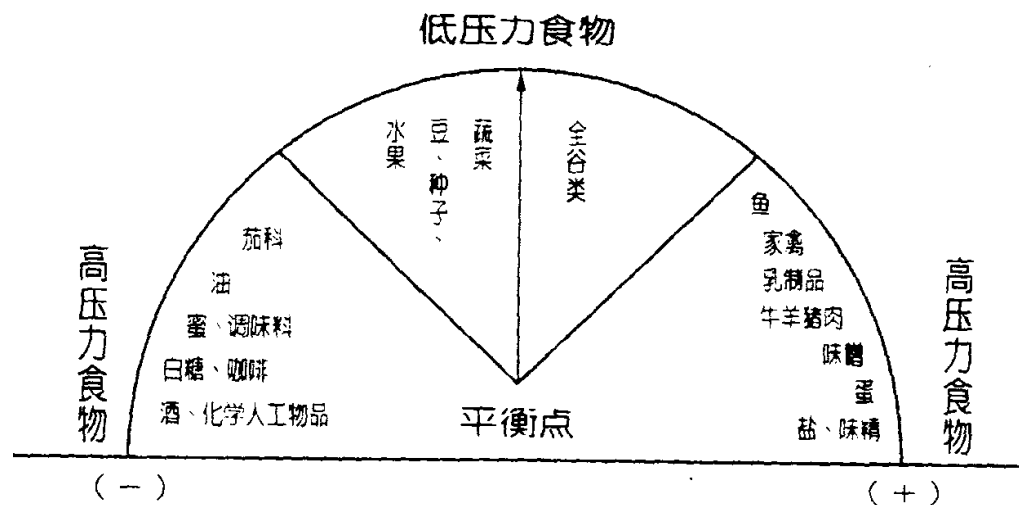 低压力食物
水果
豆、种子、
蔬菜
全谷类
高压力食物
茄科
油
蜜、调味料
白糖、咖啡
酒、化学人工物品
平衡点
鱼
家禽
乳制品
牛羊猪肉
味噌
蛋
盐、味精
高压力食物
(－)
(＋)